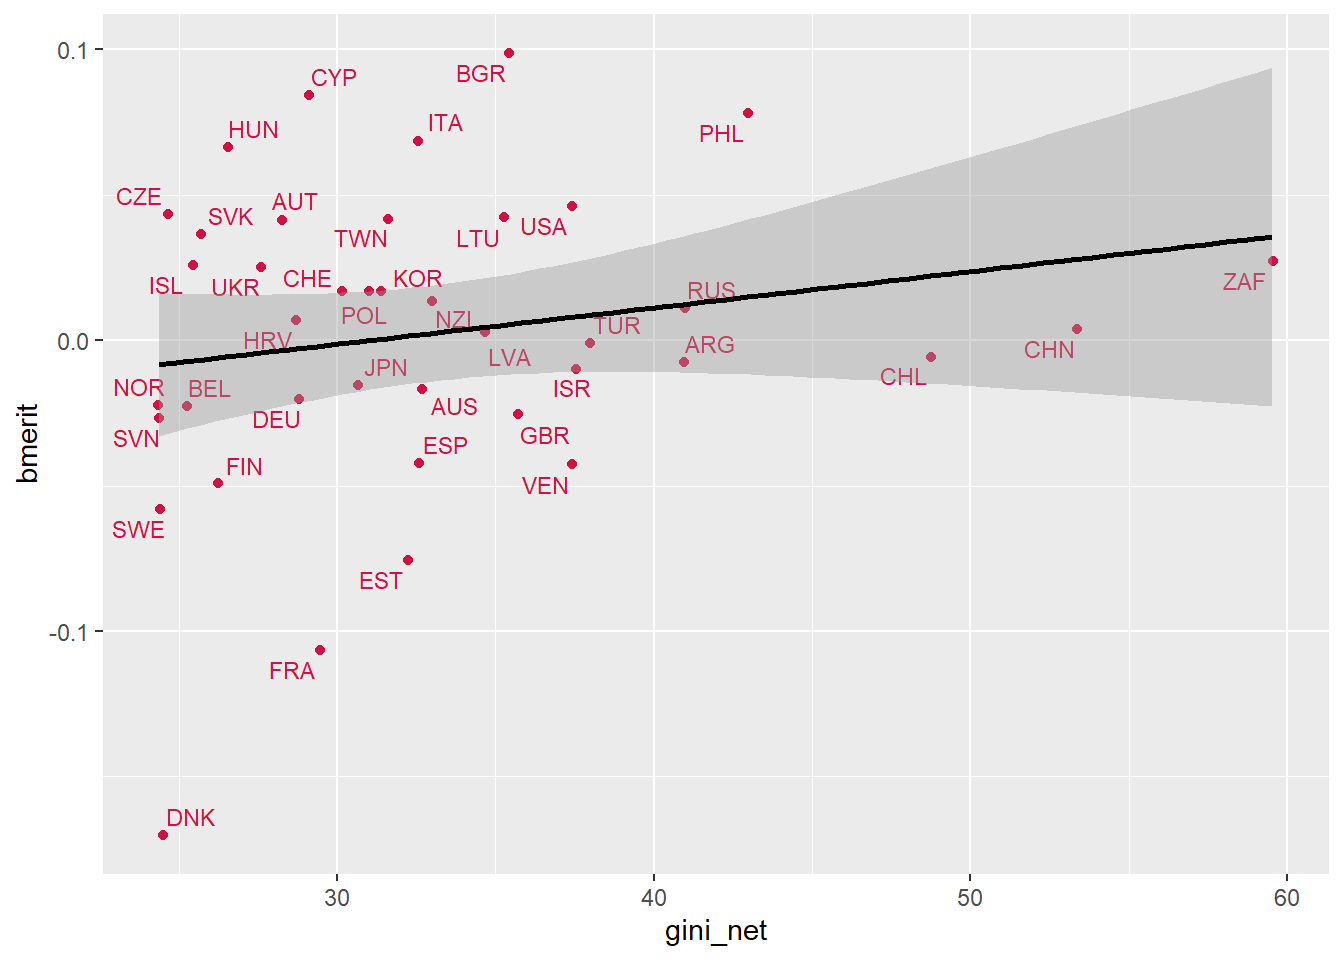 0.1
CYP
BGR
ITA
HUN
PHL
CZE
AUT
SVK
TWN
LTU
USA
ISL
UKR
CHE
KOR
RUS
ZAF
POL
NZL
TUR
0.0
HRV
ARG
CHN
LVA
JPN
CHL
NOR
BEL
ISR
AUS
DEU
SVN
GBR
ESP
FIN
VEN
SWE
EST
-0.1
FRA
DNK
30
40
50
60
gini_net
bmerit